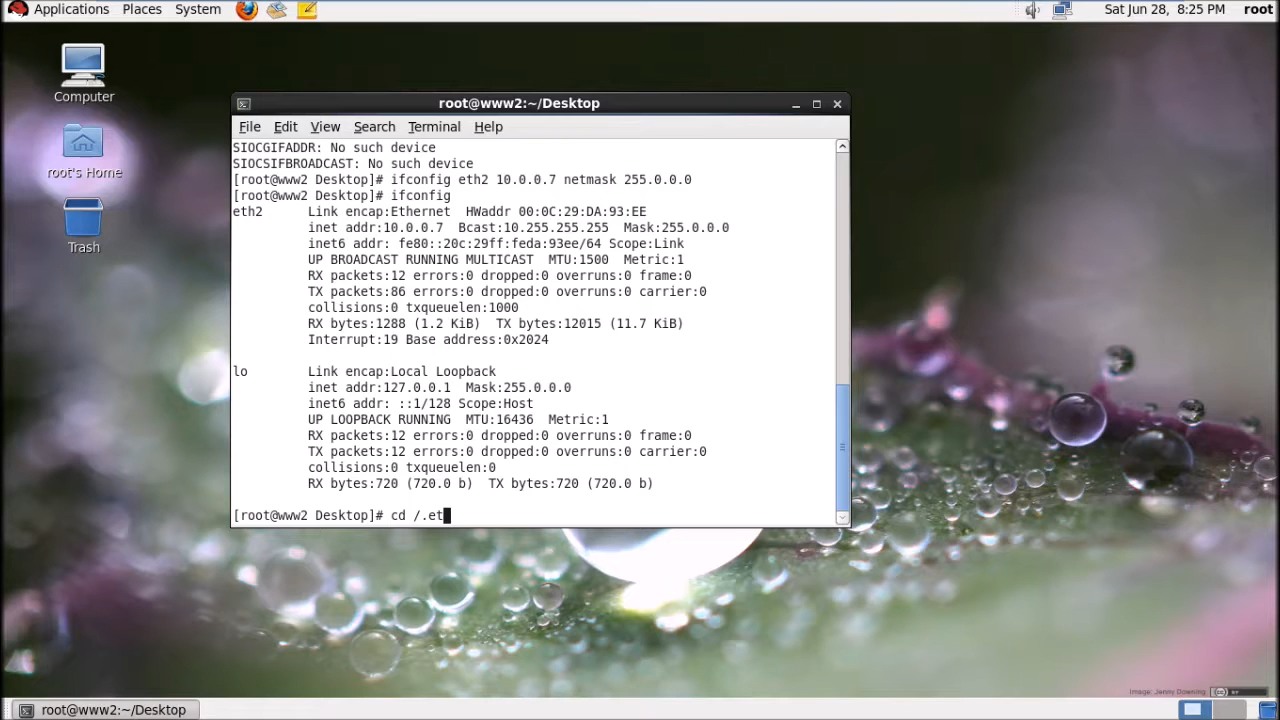 Applications Places System
Sat Jun 28, 8:25 PM root
Computer
root's Home
Trash
root@www2:~/Desktop
File Edit View Search Terminal Help
SIOCGIFADDR: No such device
SIOCSIFBROADCAST: No such device
[root@www2 Desktop]# ifconfig eth2 10.0.0.7 netmask 255.0.0.0
[root@www2 Desktop]# ifconfig
eth2 Link encap:Ethernet HWaddr 00:0C:29:DA:93:EE
inet addr:10.0.0.7 Bcast:10.255.255.255 Mask:255.0.0.0
inet6 addr: fe80::20c:29ff:feda:93ee/64 Scope:Link
UP BROADCAST RUNNING MULTICAST MTU:1500 Metric:1
RX packets:12 errors:0 dropped:0 overruns:0 frame:0
TX packets:86 errors:0 dropped:0 overruns:0 carrier:0
collisions:0 txqueuelen:1000
RX bytes:1288 (1.2 KiB) TX bytes:12015 (11.7 KiB)
Interrupt:19 Base address:0x2024
lo Link encap:Local Loopback
inet addr:127.0.0.1 Mask:255.0.0.0
inet6 addr: ::1/128 Scope:Host
UP LOOPBACK RUNNING MTU:16436 Metric:1
RX packets:12 errors:0 dropped:0 overruns:0 frame:0
TX packets:12 errors:0 dropped:0 overruns:0 carrier:0
collisions:0 txqueuelen:0
RX bytes:720 (720.0 b) TX bytes:720 (720.0 b)
[root@www2 Desktop]# cd /.et
Image: Jenny Downing
root@www2:~/Desktop